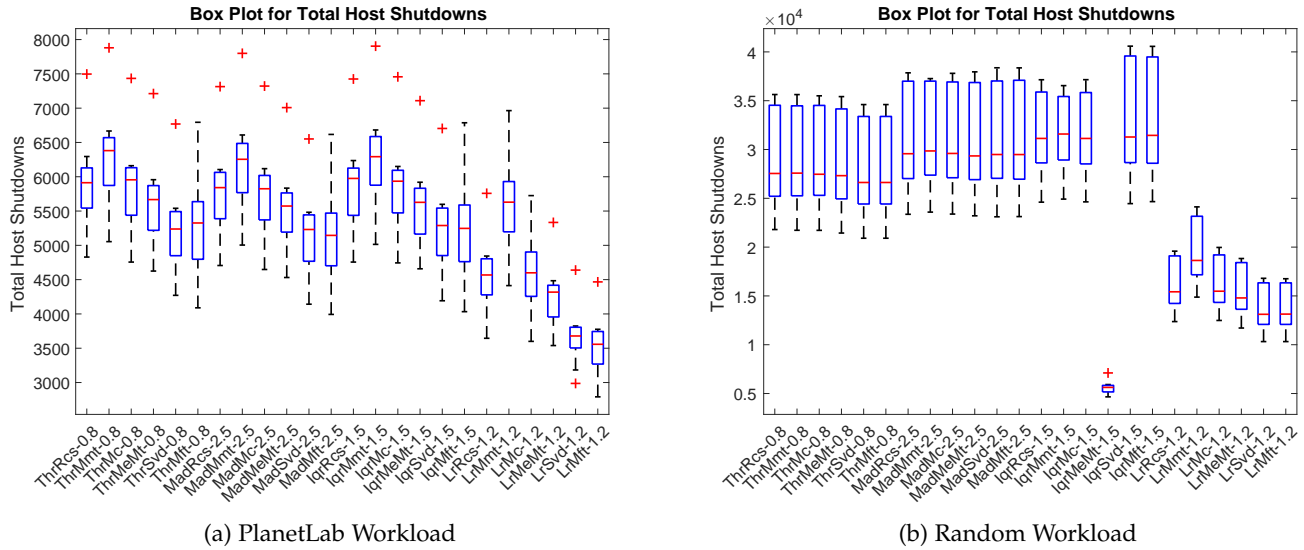 Box Plot for Total Host Shutdowns
8000
7500
7000
6500
6000
5500
5000
4500
4000
3500
3000
Total Host Shutdowns
ThrRcs-0.8
ThrMmt-0.8
ThrMc-0.8
ThrMeMt-0.8
ThrSvd-0.8
ThrMft-0.8
MadRcs-2.5
MadMmt-2.5
MadMc-2.5
MadMeMt-2.5
MadSvd-2.5
MadMft-2.5
IqrRcs-1.5
IqrMmt-1.5
IqrMc-1.5
IqrMeMt-1.5
IqrSvd-1.5
IqrMft-1.5
LrRcs-1.2
LrMmt-1.2
LrMc-1.2
LrMeMt-1.2
LrSvd-1.2
LrMft-1.2
(a) PlanetLab Workload
Box Plot for Total Host Shutdowns
×10⁴
4
3.5
3
2.5
2
1.5
1
0.5
Total Host Shutdowns
ThrRcs-0.8
ThrMmt-0.8
ThrMc-0.8
ThrMeMt-0.8
ThrSvd-0.8
ThrMft-0.8
MadRcs-2.5
MadMmt-2.5
MadMc-2.5
MadMeMt-2.5
MadSvd-2.5
MadMft-2.5
IqrRcs-1.5
IqrMmt-1.5
IqrMc-1.5
IqrMeMt-1.5
IqrSvd-1.5
IqrMft-1.5
LrRcs-1.2
LrMmt-1.2
LrMc-1.2
LrMeMt-1.2
LrSvd-1.2
LrMft-1.2
(b) Random Workload